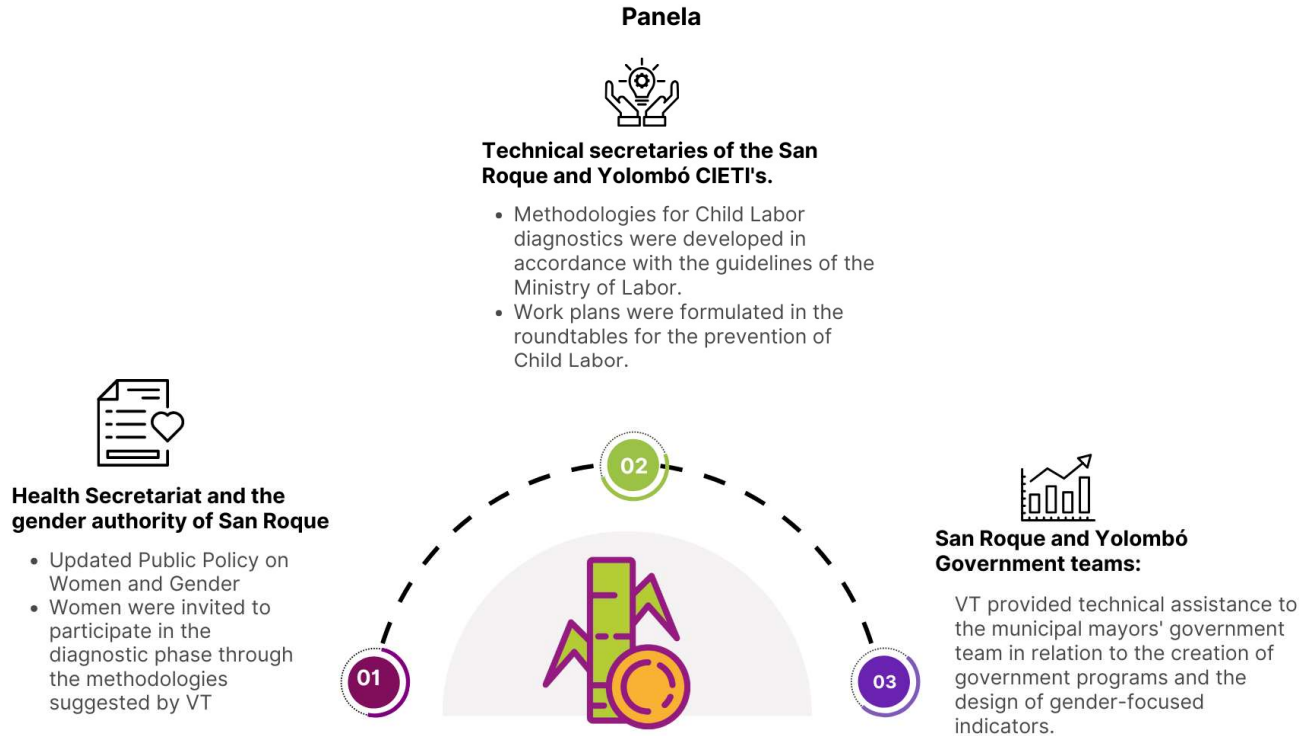 Panela
Technical secretaries of the San
Roque and Yolombó CIETI's.
• Methodologies for Child Labor
diagnostics were developed in
accordance with the guidelines of the
Ministry of Labor.
• Work plans were formulated in the
roundtables for the prevention of
Child Labor.
Health Secretariat and the
gender authority of San Roque
• Updated Public Policy on
Women and Gender
• Women were invited to
participate in the
diagnostic phase through
the methodologies
suggested by VT
01
02
03
San Roque and Yolombó
Government teams:
VT provided technical assistance to
the municipal mayors' government
team in relation to the creation of
government programs and the
design of gender-focused
indicators.